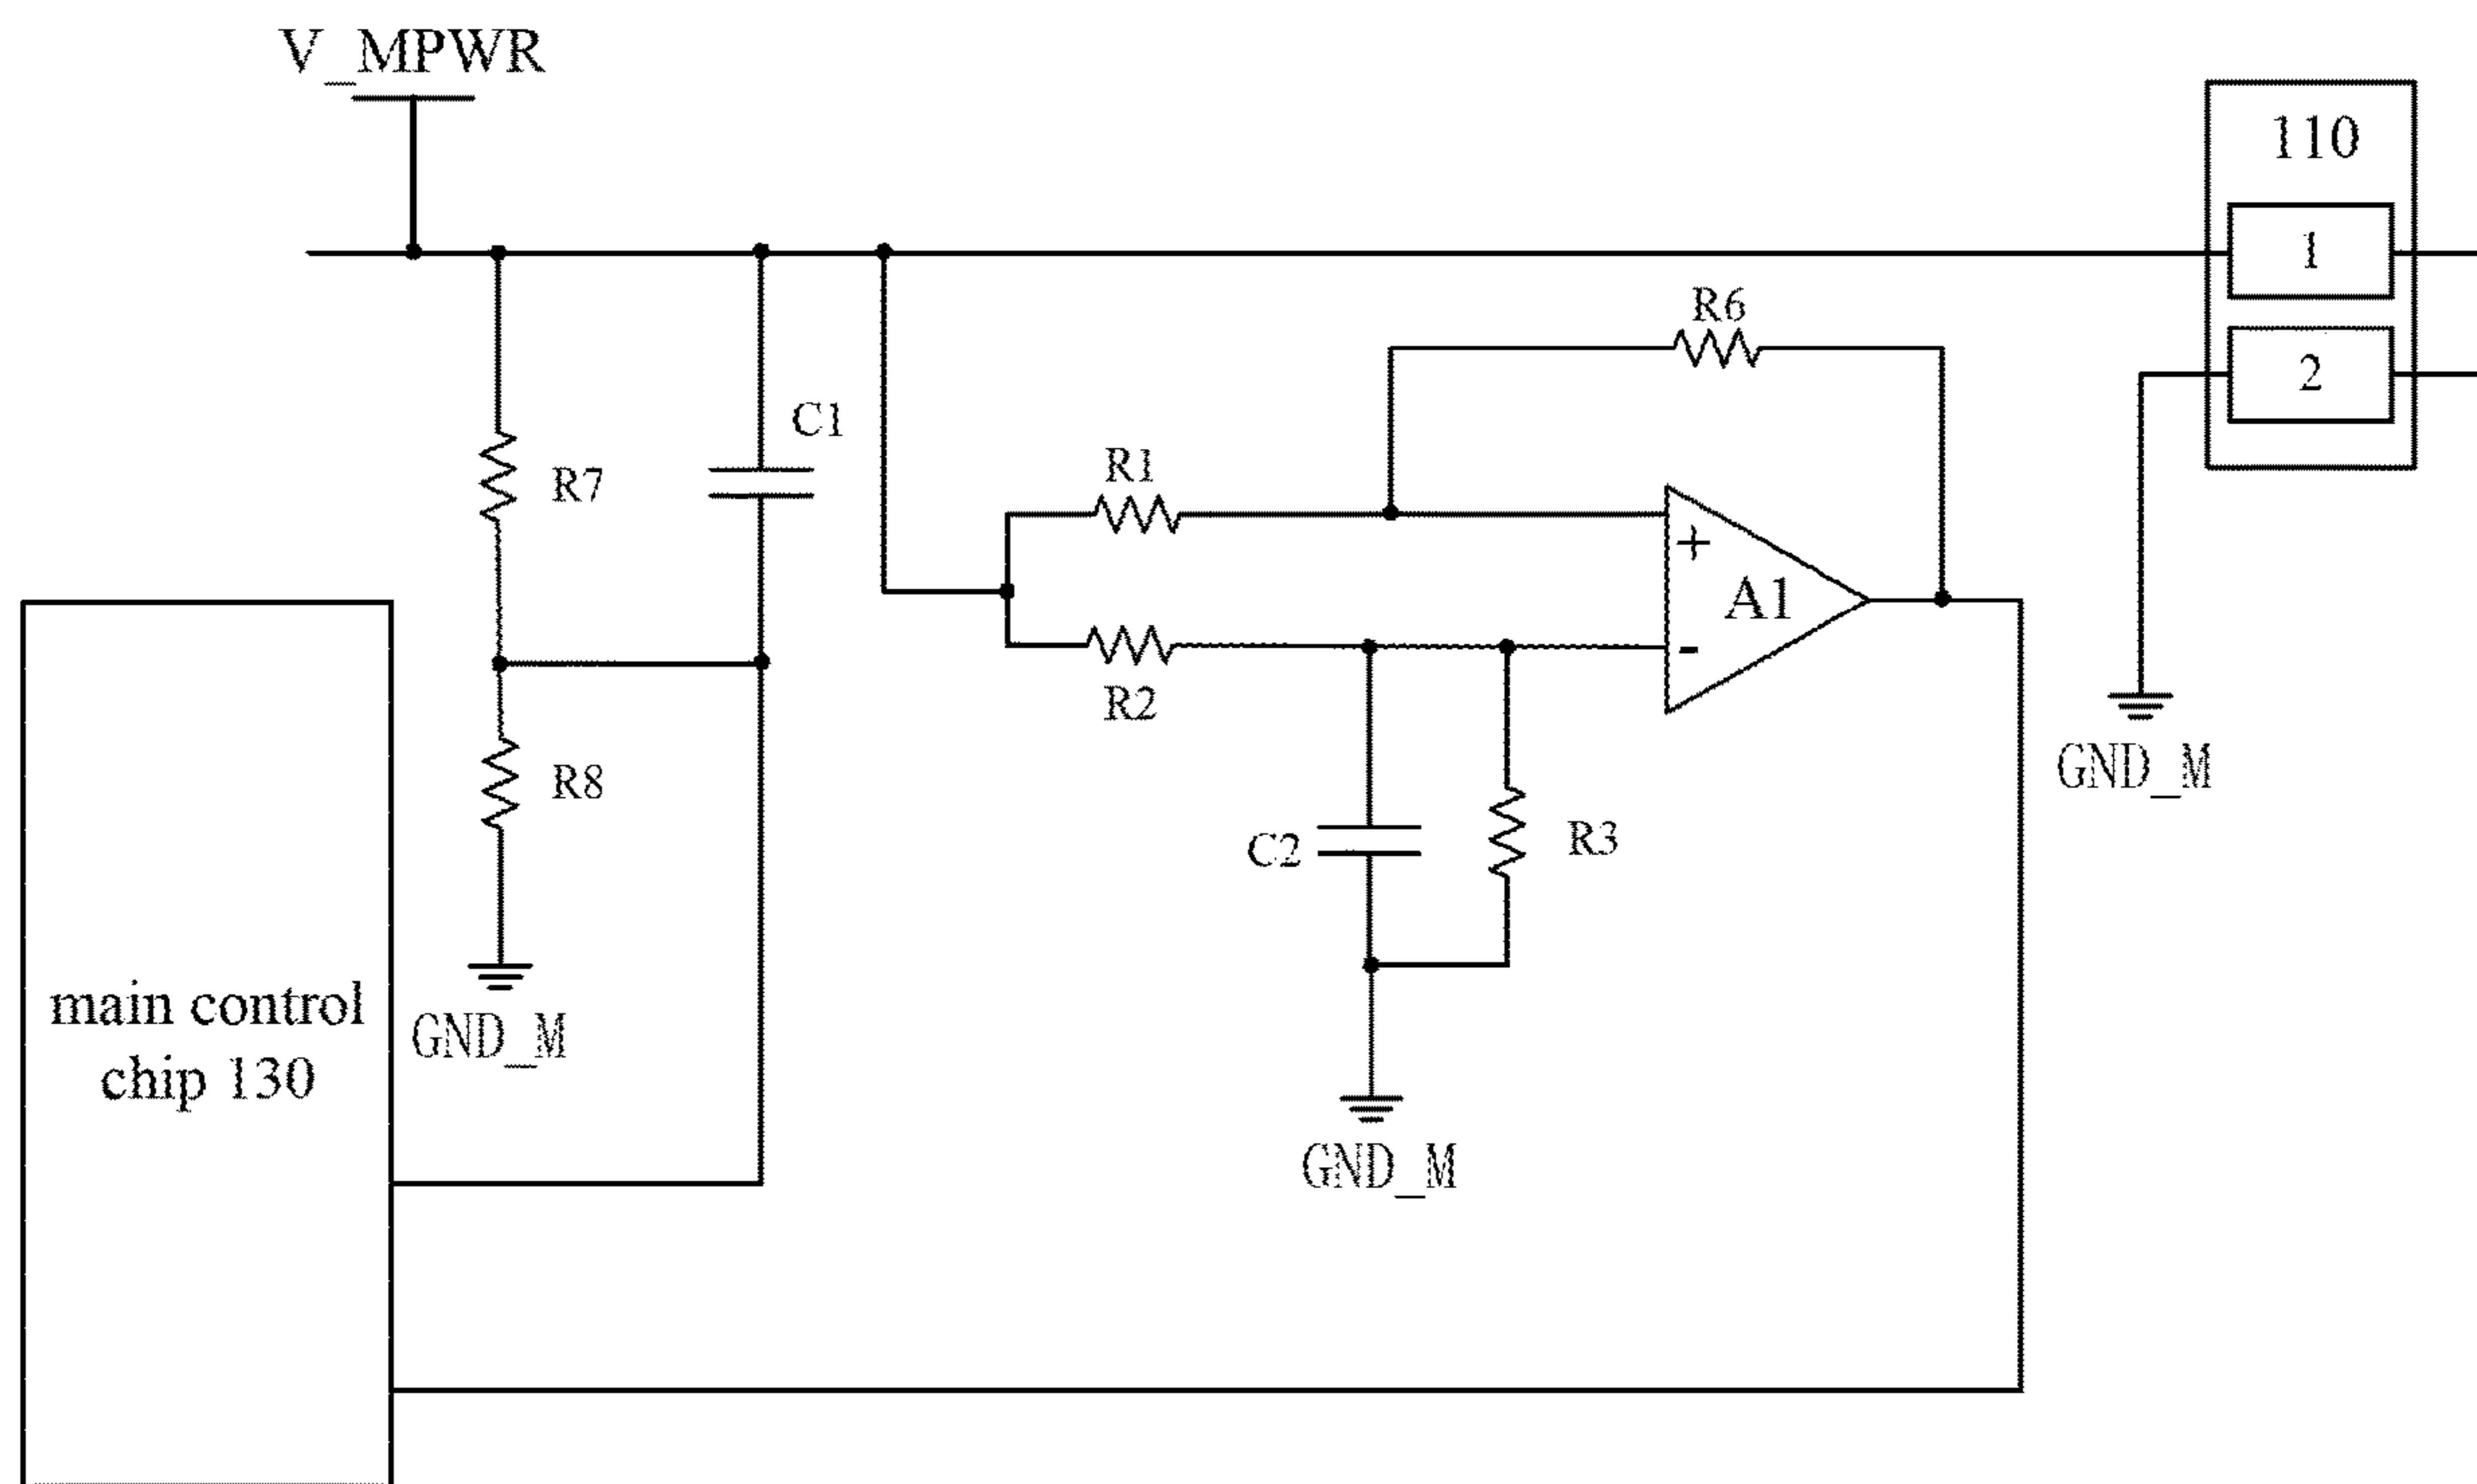 V_MPWR
110
1
2
R6
C1
R1
R7
+
A1
-
R2
R8
C2
R3
GND_M
main control
chip 130
GND_M
GND_M